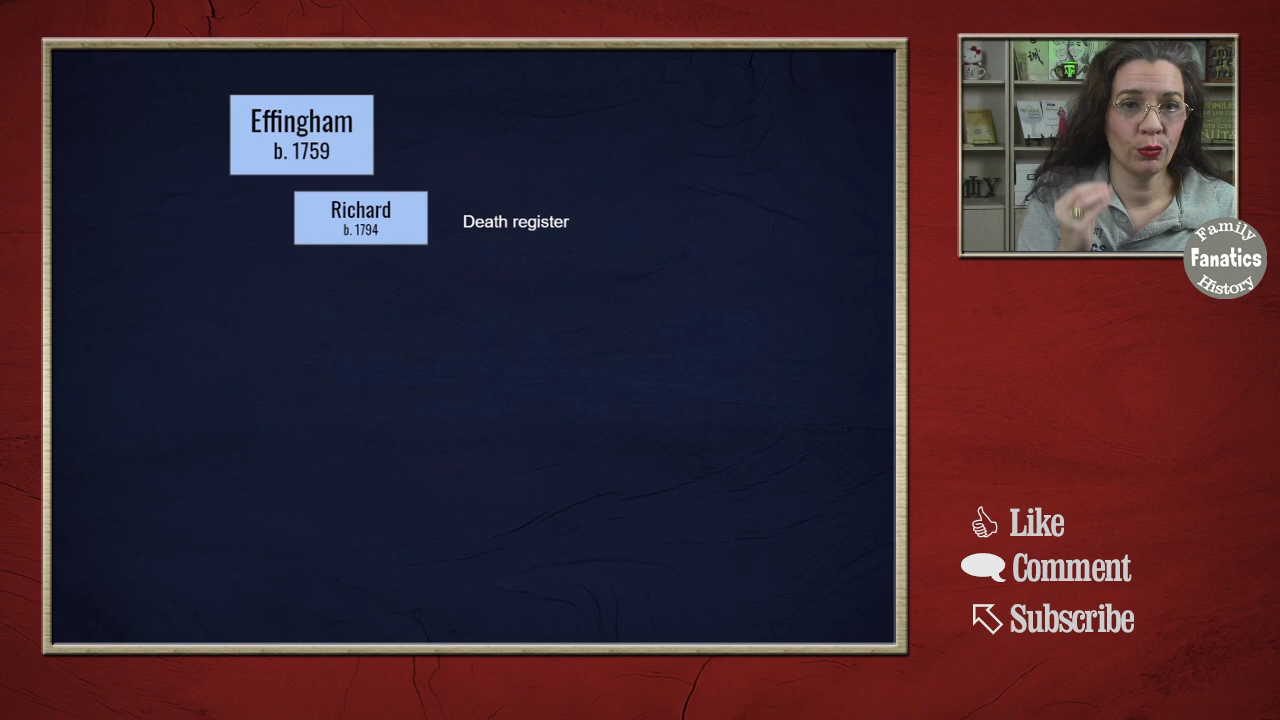 Effingham
b. 1759
Richard
b. 1794
Death register
Family
Fanatics
History
Like
Comment
Subscribe